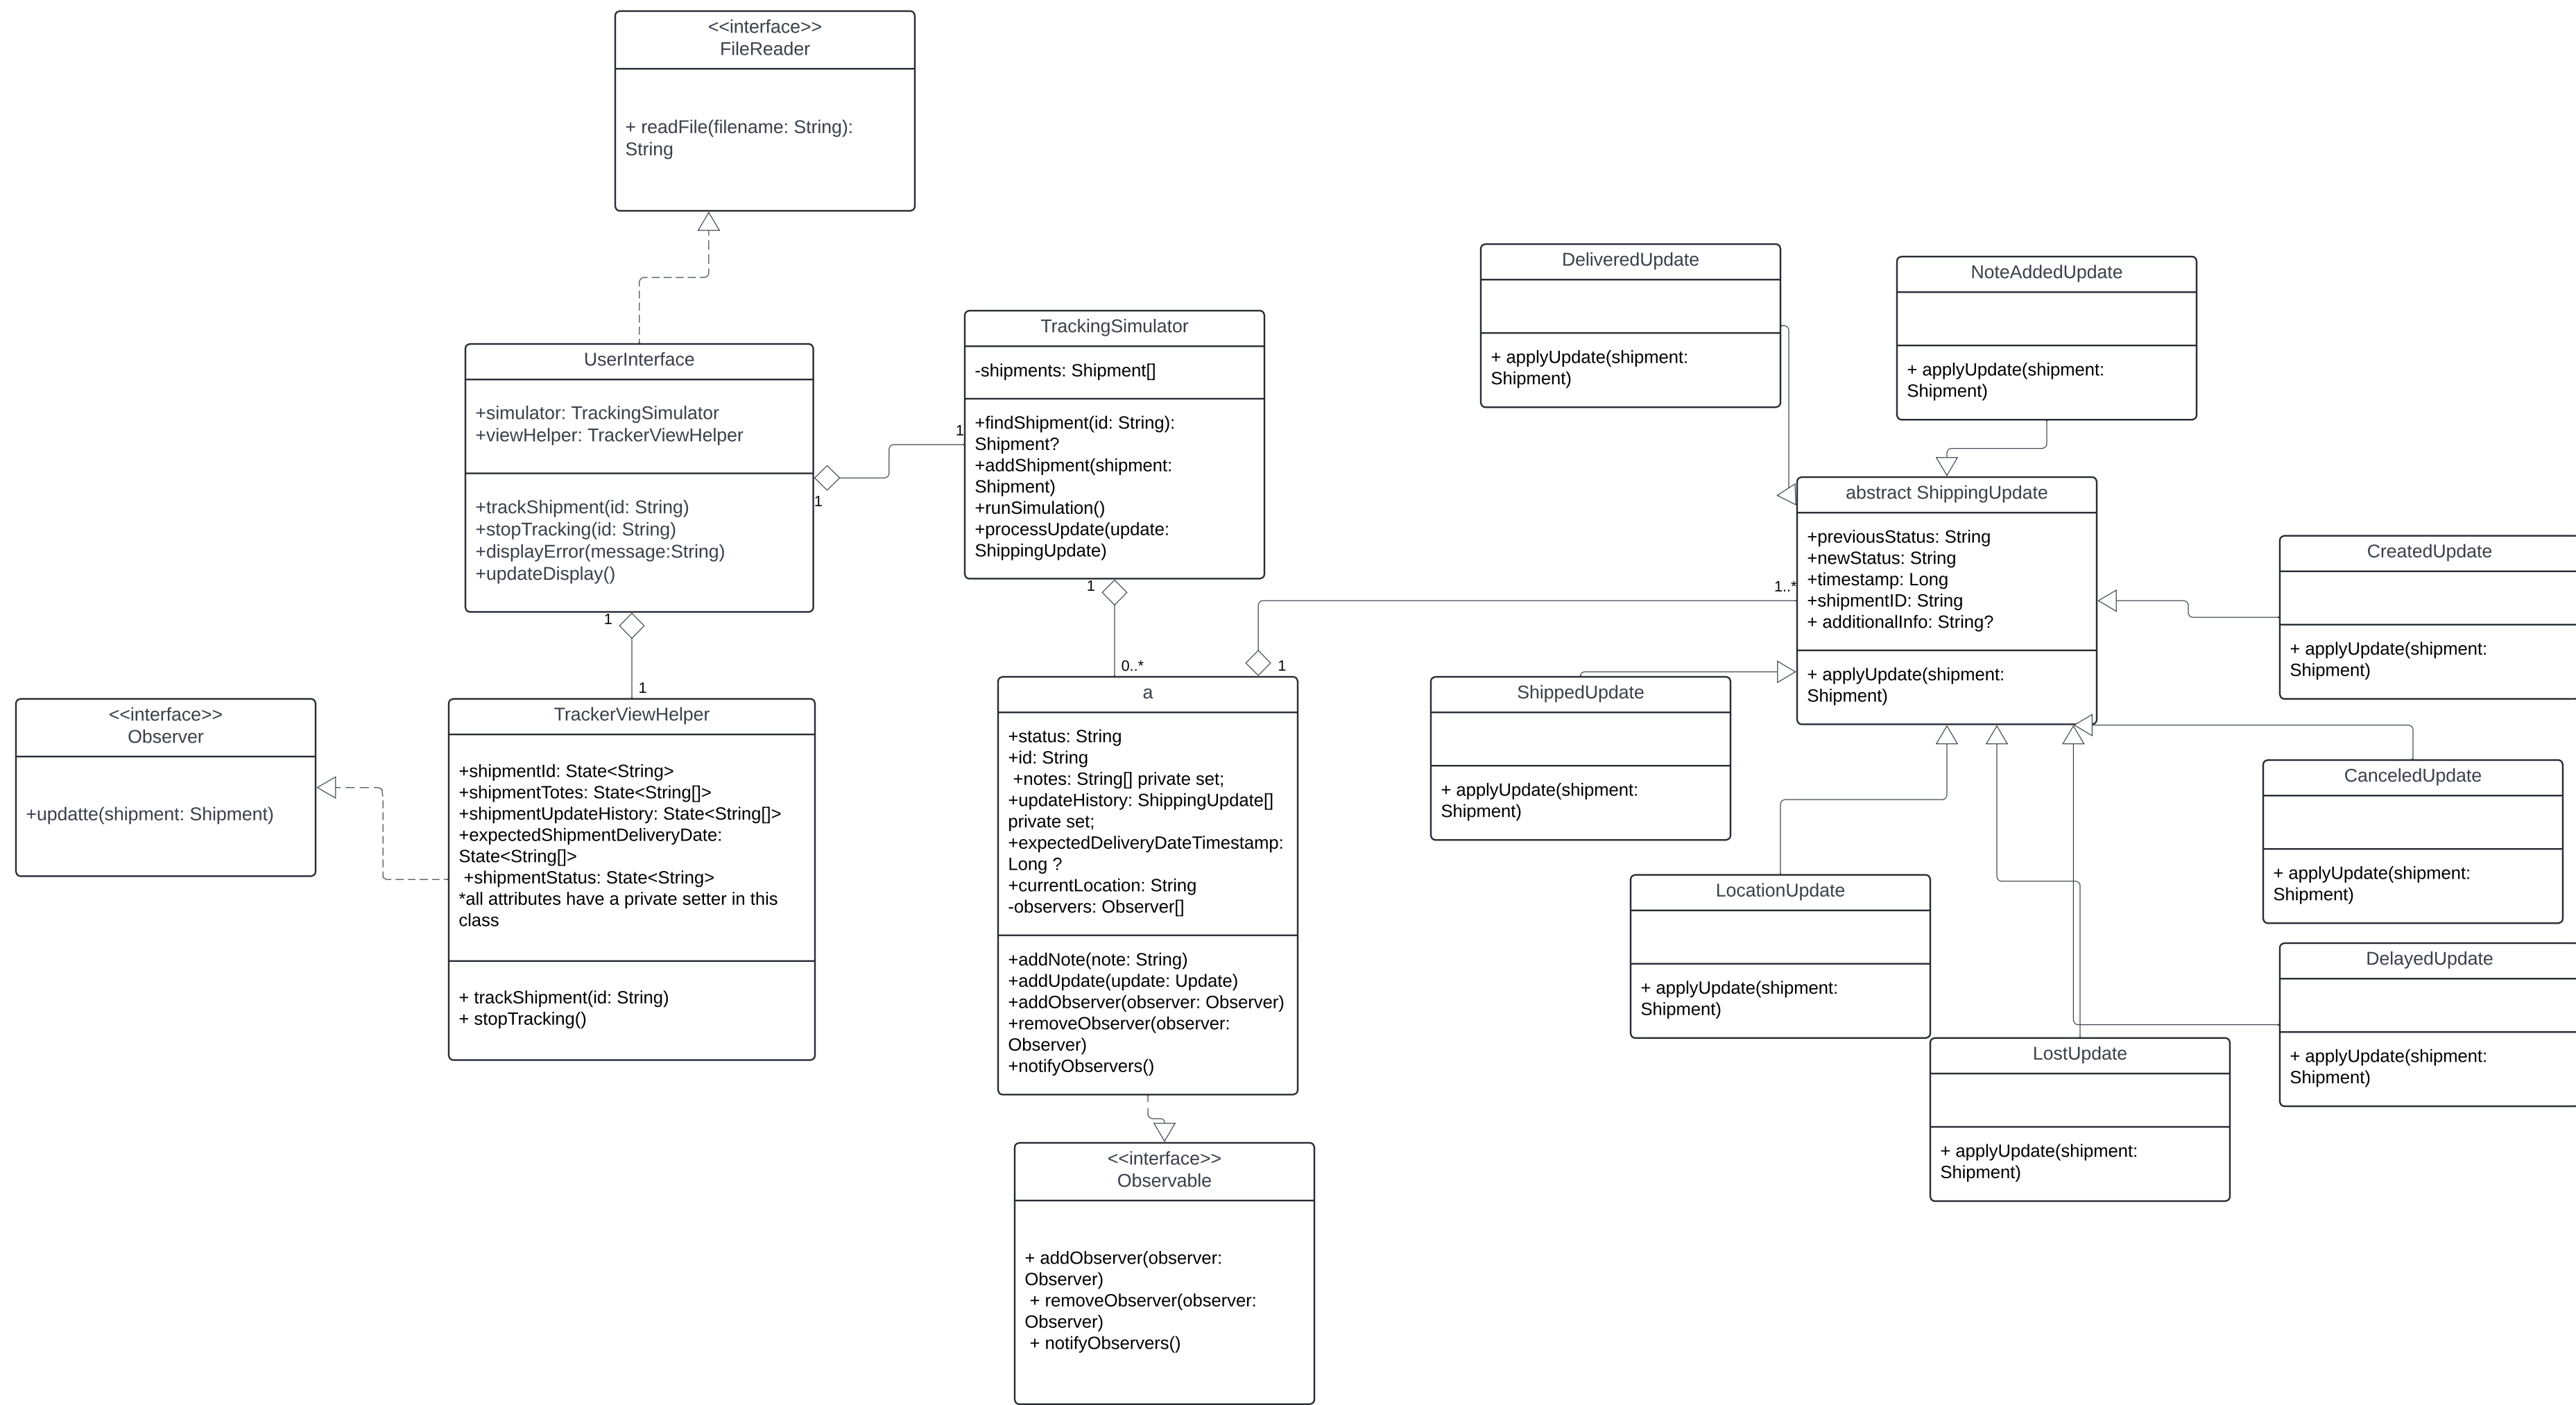 <<interface>>
FileReader
+ readFile(filename: String):
String
UserInterface
+simulator: TrackingSimulator
+viewHelper: TrackerViewHelper
+trackShipment(id: String)
+stopTracking(id: String)
+displayError(message:String)
+updateDisplay()
1
1
TrackingSimulator
-shipments: Shipment[]
+findShipment(id: String):
Shipment?
+addShipment(shipment:
Shipment)
+runSimulation()
+processUpdate(update:
ShippingUpdate)
1
0..*
1
1
<<interface>>
Observer
+updatte(shipment: Shipment)
TrackerViewHelper
+shipmentId: State<String>
+shipmentTotes: State<String[]>
+shipmentUpdateHistory: State<String[]>
+expectedShipmentDeliveryDate:
State<String[]>
+shipmentStatus: State<String>
*all attributes have a private setter in this
class
+ trackShipment(id: String)
+ stopTracking()
1
1..*
a
+status: String
+id: String
+notes: String[] private set;
+updateHistory: ShippingUpdate[]
private set;
+expectedDeliveryDateTimestamp:
Long ?
+currentLocation: String
-observers: Observer[]
+addNote(note: String)
+addUpdate(update: Update)
+addObserver(observer: Observer)
+removeObserver(observer:
Observer)
+notifyObservers()
<<interface>>
Observable
+ addObserver(observer:
Observer)
+ removeObserver(observer:
Observer)
+ notifyObservers()
DeliveredUpdate
+ applyUpdate(shipment:
Shipment)
NoteAddedUpdate
+ applyUpdate(shipment:
Shipment)
abstract ShippingUpdate
+previousStatus: String
+newStatus: String
+timestamp: Long
+shipmentID: String
+ additionalInfo: String?
+ applyUpdate(shipment:
Shipment)
CreatedUpdate
+ applyUpdate(shipment:
Shipment)
ShippedUpdate
+ applyUpdate(shipment:
Shipment)
CanceledUpdate
+ applyUpdate(shipment:
Shipment)
LocationUpdate
+ applyUpdate(shipment:
Shipment)
DelayedUpdate
+ applyUpdate(shipment:
Shipment)
LostUpdate
+ applyUpdate(shipment:
Shipment)